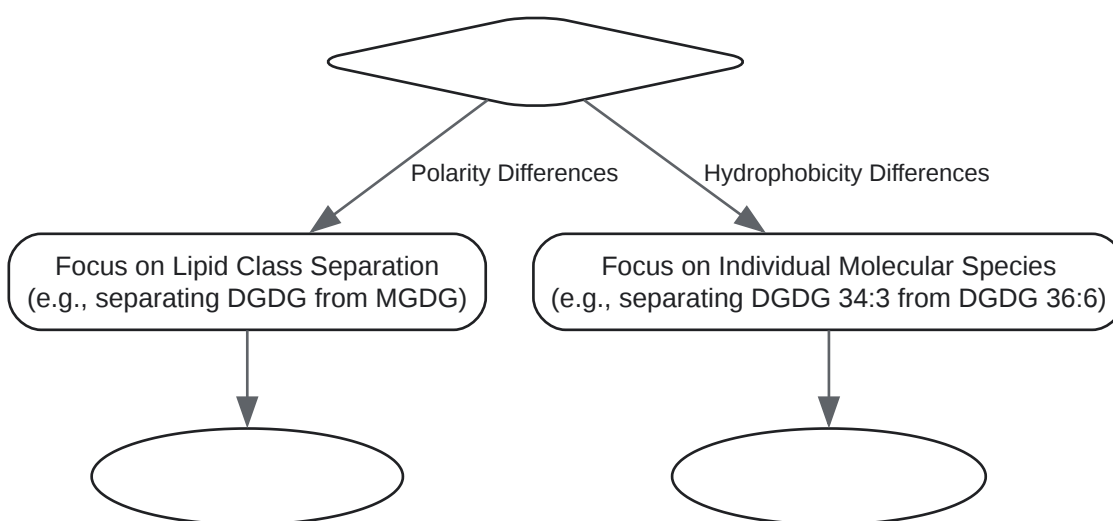 Polarity Differences
Hydrophobicity Differences
Focus on Lipid Class Separation
(e.g., separating DGDG from MGDG)
Focus on Individual Molecular Species
(e.g., separating DGDG 34:3 from DGDG 36:6)